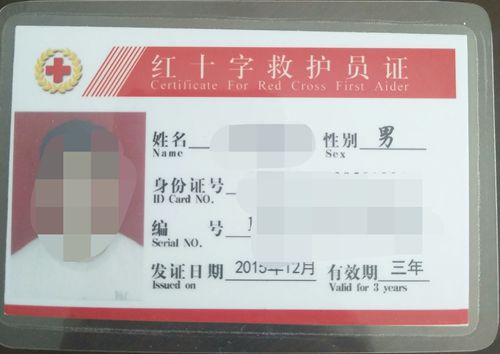 红十字救护员证
Certificate For Red Cross First Aider
姓名 性别 男
Name Sex
身份证号
ID Card NO.
编 号
Serial NO.
发证日期 2015年12月 有效期 三年
Issued on Valid for 3 years